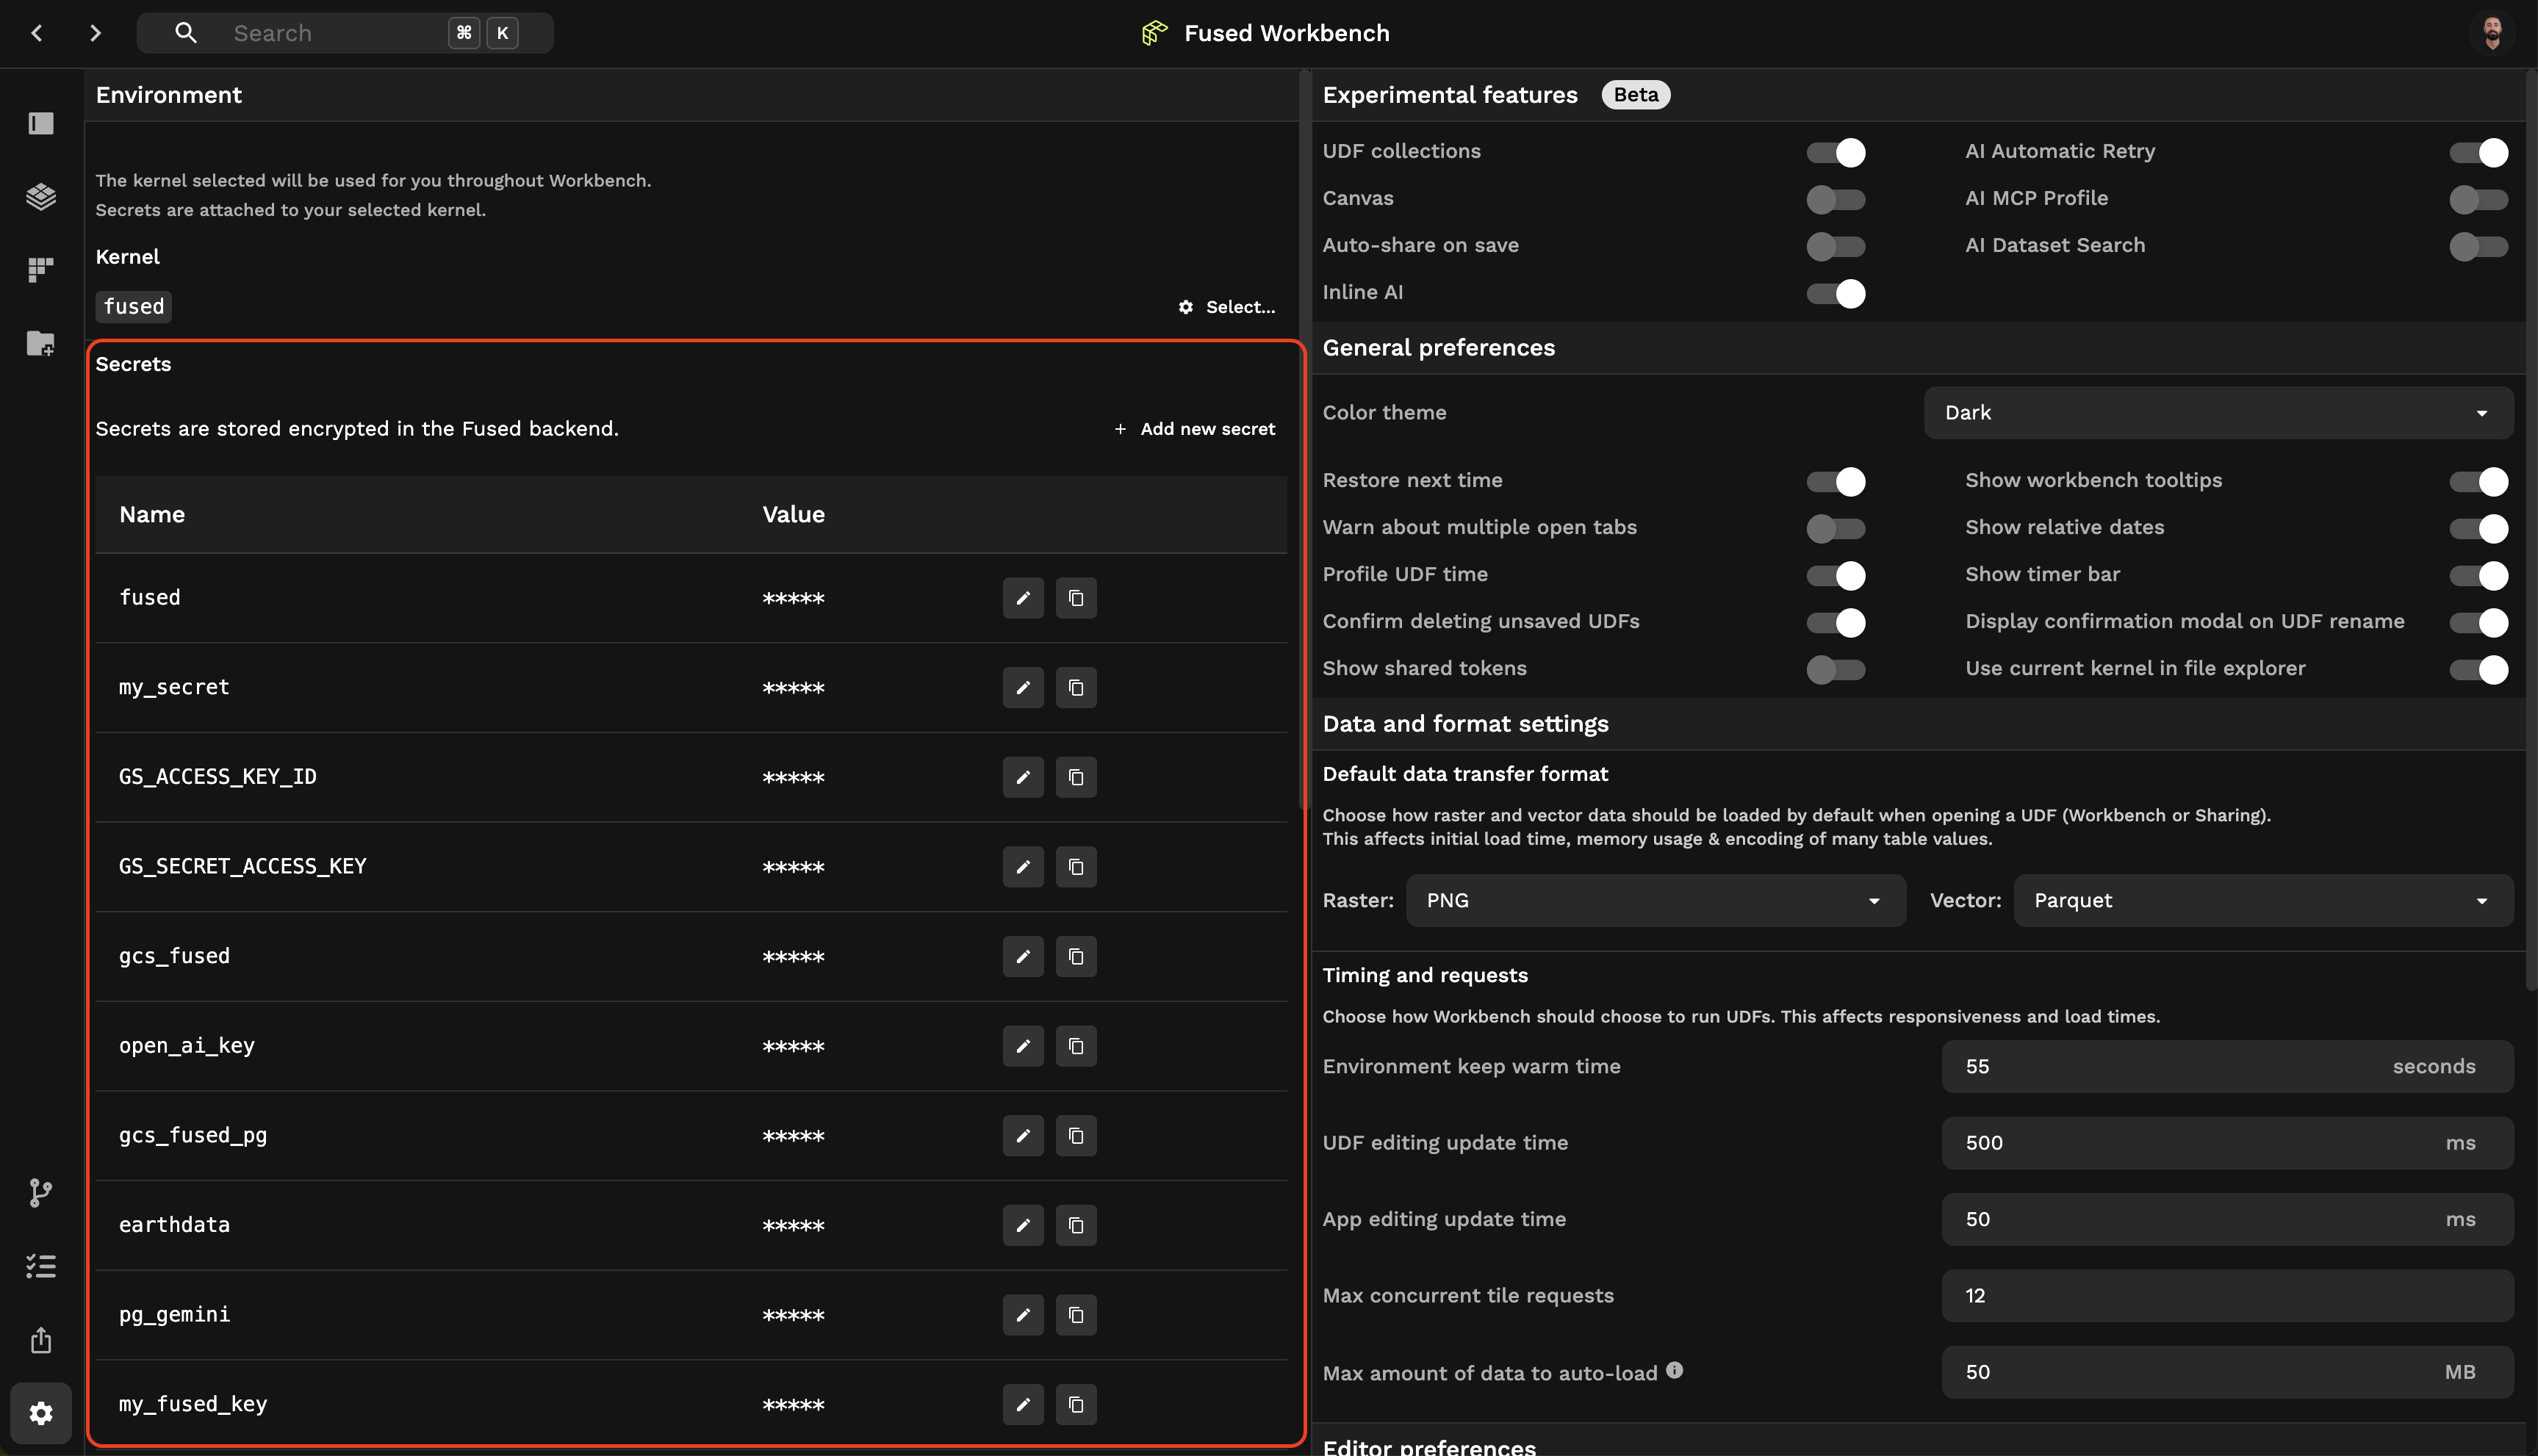 Search ⌘ K
Fused Workbench
Environment
The kernel selected will be used for you throughout Workbench.
Secrets are attached to your selected kernel.
Kernel
fused
Select...
Secrets
Secrets are stored encrypted in the Fused backend.
+ Add new secret
Name Value
fused *****
my_secret *****
GS_ACCESS_KEY_ID *****
GS_SECRET_ACCESS_KEY *****
gcs_fused *****
open_ai_key *****
gcs_fused_pg *****
earthdata *****
pg_gemini *****
my_fused_key *****
Experimental features Beta
UDF collections AI Automatic Retry
Canvas AI MCP Profile
Auto-share on save AI Dataset Search
Inline AI
General preferences
Color theme Dark
Restore next time Show workbench tooltips
Warn about multiple open tabs Show relative dates
Profile UDF time Show timer bar
Confirm deleting unsaved UDFs Display confirmation modal on UDF rename
Show shared tokens Use current kernel in file explorer
Data and format settings
Default data transfer format
Choose how raster and vector data should be loaded by default when opening a UDF (Workbench or Sharing).
This affects initial load time, memory usage & encoding of many table values.
Raster: PNG Vector: Parquet
Timing and requests
Choose how Workbench should choose to run UDFs. This affects responsiveness and load times.
Environment keep warm time 55 seconds
UDF editing update time 500 ms
App editing update time 50 ms
Max concurrent tile requests 12
Max amount of data to auto-load 50 MB
Editor preferences